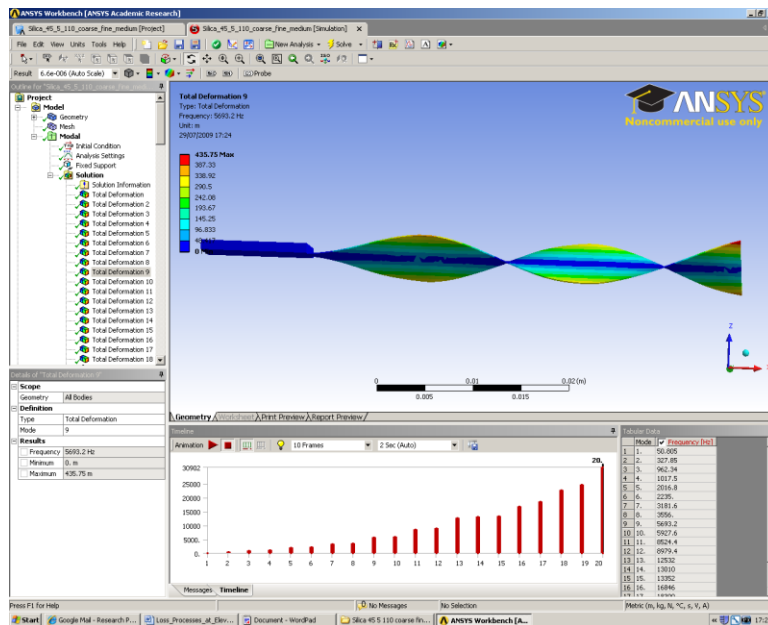 ANSYS Workbench [ANSYS Academic Research]
Silica_45_5_110_coarse_fine_medium [Project] Silica_45_5_110_coarse_fine_medium [Simulation]
File Edit View Units Tools Help New Analysis Solve
Result 6.6e-006 (Auto Scale) Probe
Project
Model
Geometry
Mesh
Modal
Initial Condition
Analysis Settings
Fixed Support
Solution
Solution Information
Total Deformation
Total Deformation 2
Total Deformation 3
Total Deformation 4
Total Deformation 5
Total Deformation 6
Total Deformation 7
Total Deformation 8
Total Deformation 9
Total Deformation 10
Total Deformation 11
Total Deformation 12
Total Deformation 13
Total Deformation 14
Total Deformation 15
Total Deformation 16
Total Deformation 17
Total Deformation 18
Details of "Total Deformation 9"
Scope
Geometry All Bodies
Definition
Type Total Deformation
Mode 9
Results
Frequency 5693.2 Hz
Minimum 0. m
Maximum 435.75 m
Total Deformation 9
Type: Total Deformation
Frequency: 5693.2 Hz
Unit: m
29/07/2009 17:24
435.75 Max
387.33
338.92
290.5
242.08
193.67
145.25
96.833
ANSYS
Noncommercial use only
Z
0 0.01 0.02 (m)
0.005 0.015
Geometry Worksheet Print Preview Report Preview
Timeline
Animation 10 Frames 2 Sec (Auto)
20.
30902
25000
20000
15000
10000
5000.
0.
1 2 3 4 5 6 7 8 9 10 11 12 13 14 15 16 17 18 19 20
Messages Timeline
Tabular Data
Mode Frequency [Hz]
1 1. 50.805
2 2. 327.85
3 3. 962.34
4 4. 1017.5
5 5. 2016.8
6 6. 2235.
7 7. 3181.6
8 8. 3556.
9 9. 5693.2
10 10. 5927.6
11 11. 8524.4
12 12. 8979.4
13 13. 12532
14 14. 13010
15 15. 13352
16 16. 16846
Press F1 for Help No Messages No Selection Metric (m, kg, N, °C, s, V, A)
Start Google Mail - Research P... Loss_Processes_at_Elev... Document - WordPad Silica 45 5 110 coarse fin... ANSYS Workbench [A...